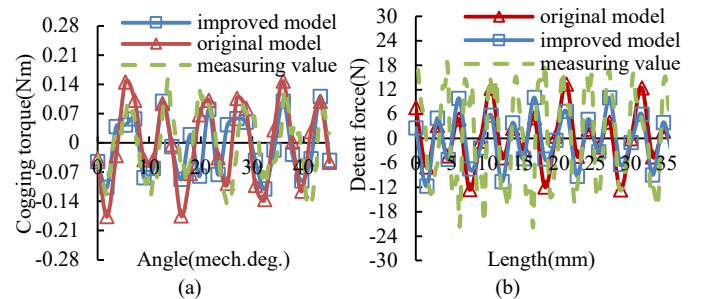 improved model
original model
measuring value
Cogging torque(Nm)
0.28
0.21
0.14
0.07
0
-0.07
-0.14
-0.21
-0.28
0
10
20
30
40
Angle(mech.deg.)
(a)
original model
improved model
measuring value
Detent force(N)
30
24
18
12
6
0
-6
-12
-18
-24
-30
0
5
10
15
20
25
30
35
Length(mm)
(b)